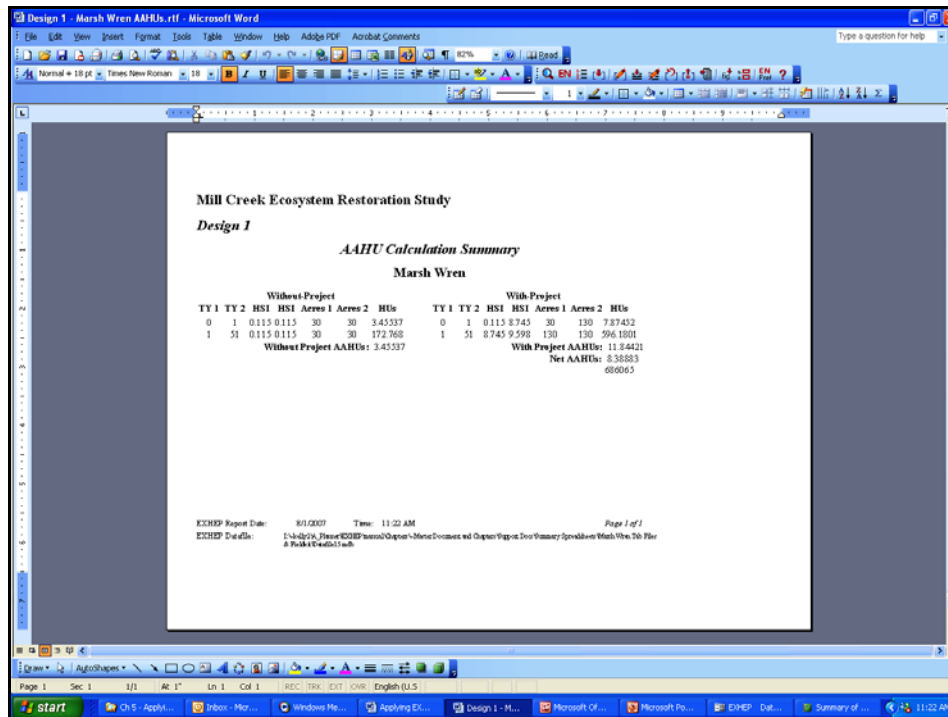 Design 1 - Marsh Wren AAHUs.rtf - Microsoft Word
File Edit View Insert Format Tools Table Window Help Adobe PDF Acrobat Comments
Type a question for help
82% Read
Normal + 18 pt Times New Roman 18 B I U
Mill Creek Ecosystem Restoration Study
Design 1
AAHU Calculation Summary
Marsh Wren
Without-Project With-Project
TY 1 TY 2 HSI HSI Acres 1 Acres 2 HUs TY 1 TY 2 HSI HSI Acres 1 Acres 2 HUs
0 1 0.115 0.115 30 30 3.45537 0 1 0.115 8.745 30 130 7.87452
1 51 0.115 0.115 30 30 172.768 1 51 8.745 9.598 130 130 596.1801
Without Project AAHUs: 3.45537 With Project AAHUs: 11.84421
Net AAHUs: 8.38883
686065
EXHEP Report Date: 8/1/2007 Time: 11:22 AM Page 1 of 1
EXHEP Datafile:
Draw AutoShapes
Page 1 Sec 1 1/1 At 1" Ln 1 Col 1 REC TRK EXT OVR English (U.S
start Ch 5 - Applyi... Inbox - Micr... Windows Me... Applying EX... Design 1 - M... Microsoft Of... Microsoft Po... EXHEP Dat... Summary of ... 11:22 AM